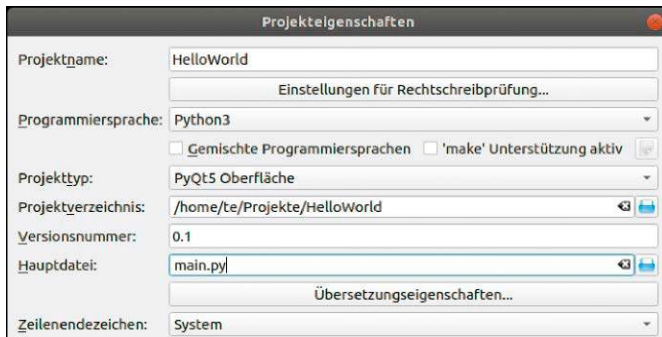 Projekteigenschaften
Projektname: HelloWorld
Einstellungen für Rechtschreibprüfung...
Programmiersprache: Python3
Gemischte Programmiersprachen 'make' Unterstützung aktiv
Projekttyp: PyQt5 Oberfläche
Projektverzeichnis: /home/te/Projekte/HelloWorld
Versionsnummer: 0.1
Hauptdatei: main.py
Übersetzungseigenschaften...
Zeilenendezeichen: System